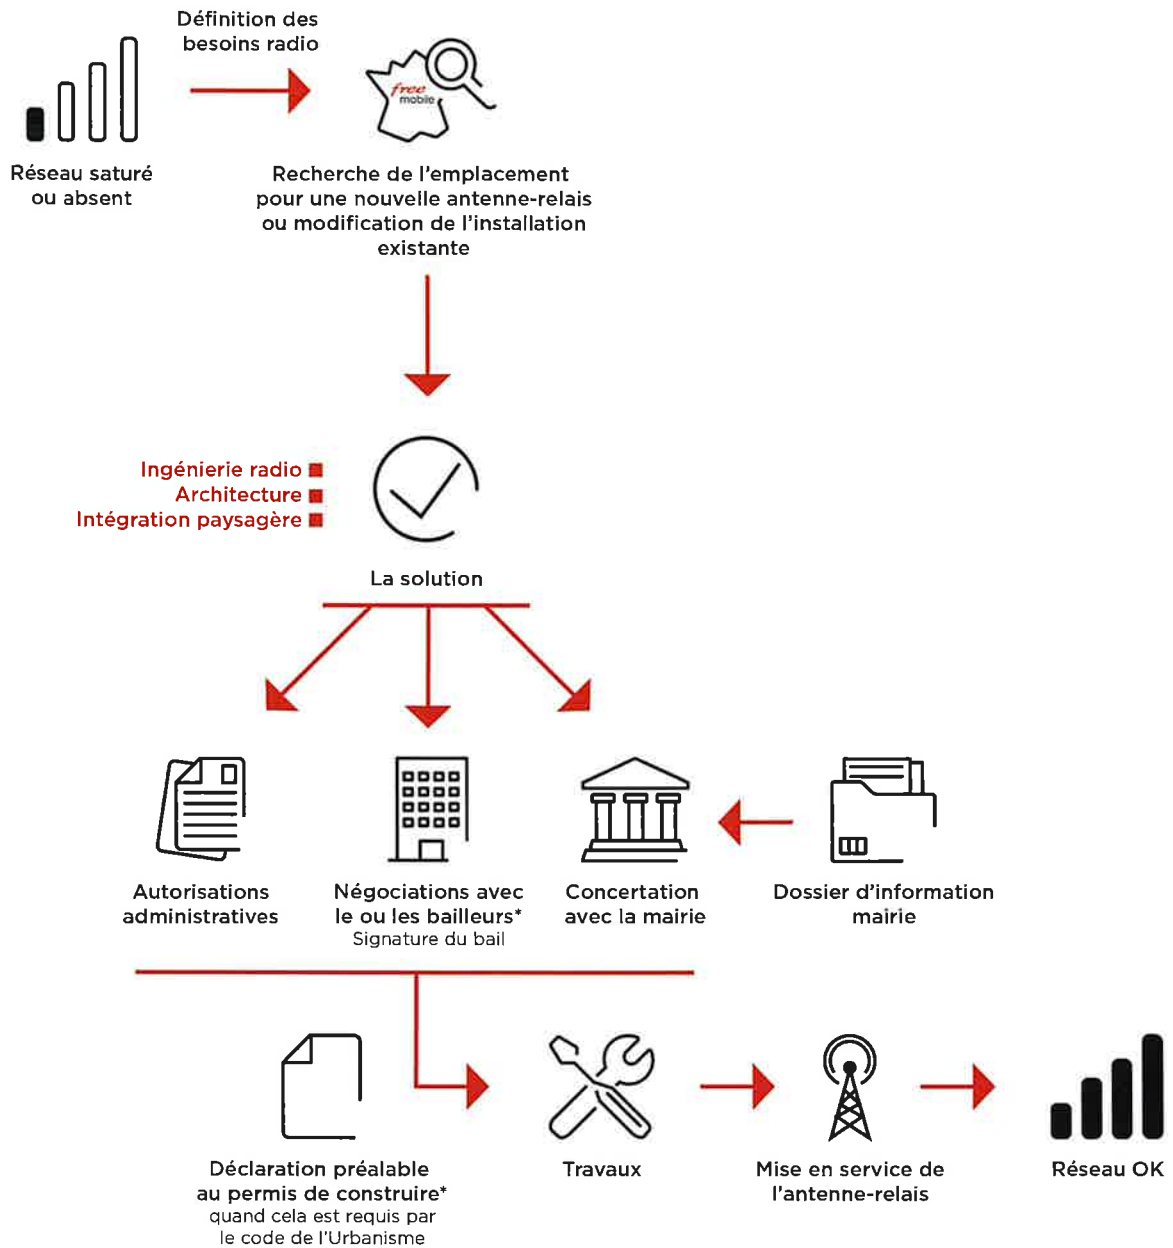 Définition des
besoins radio
free
mobile
Réseau saturé
ou absent
Recherche de l'emplacement
pour une nouvelle antenne-relais
ou modification de l'installation
existante
Ingénierie radio
Architecture
Intégration paysagère
La solution
Autorisations
administratives
Négociations avec
le ou les bailleurs*
Signature du bail
Concertation
avec la mairie
Dossier d'information
mairie
Déclaration préalable
au permis de construire*
quand cela est requis par
le code de l'Urbanisme
Travaux
Mise en service de
l'antenne-relais
Réseau OK